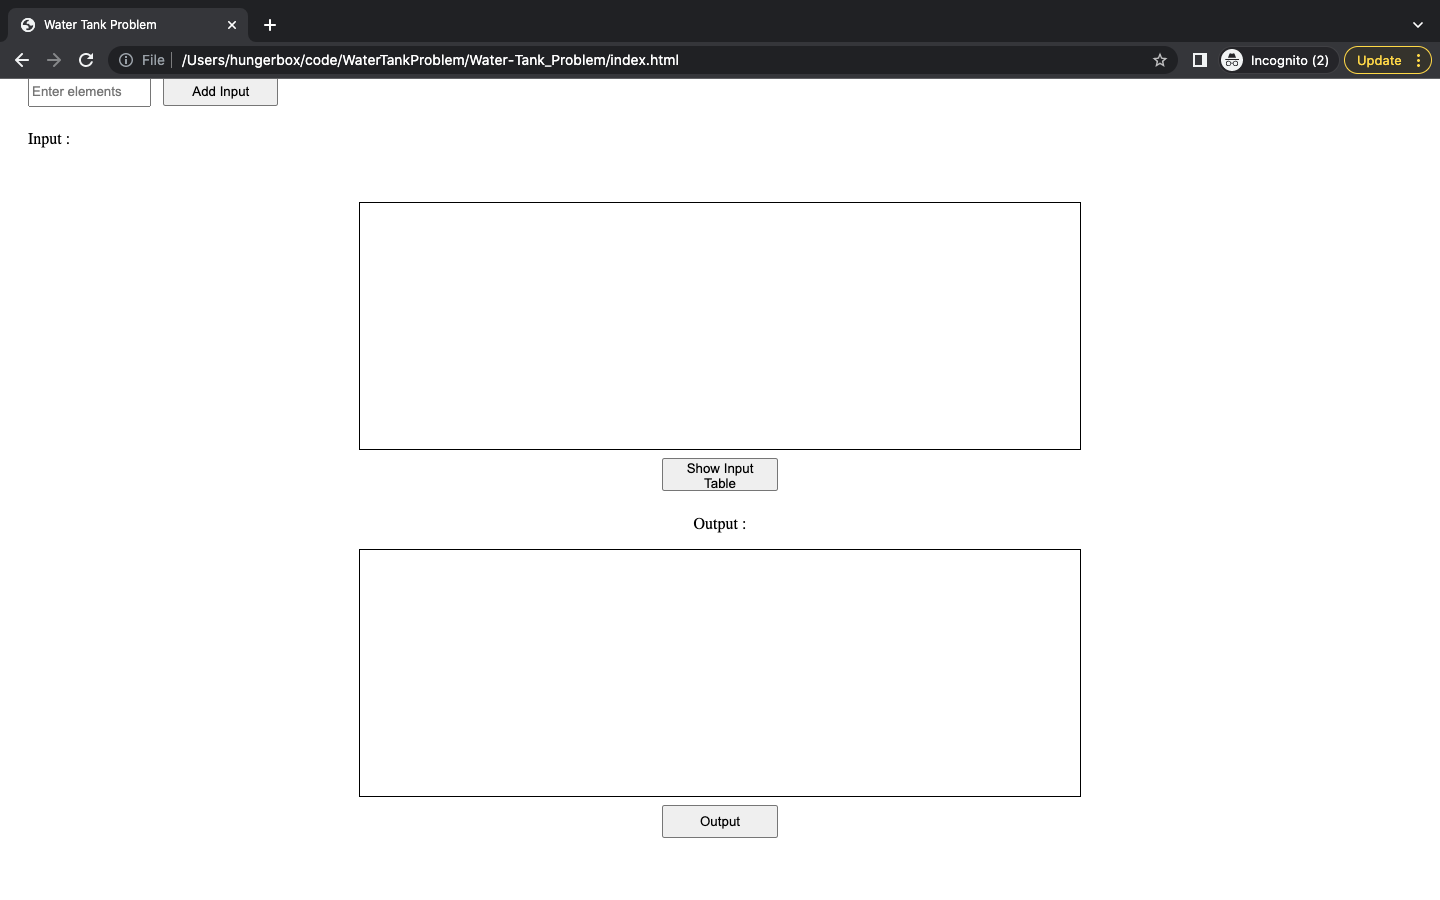 Water Tank Problem
File /Users/hungerbox/code/WaterTankProblem/Water-Tank_Problem/index.html
Incognito (2)
Update
Enter elements
Add Input
Input :
Show Input
Table
Output :
Output